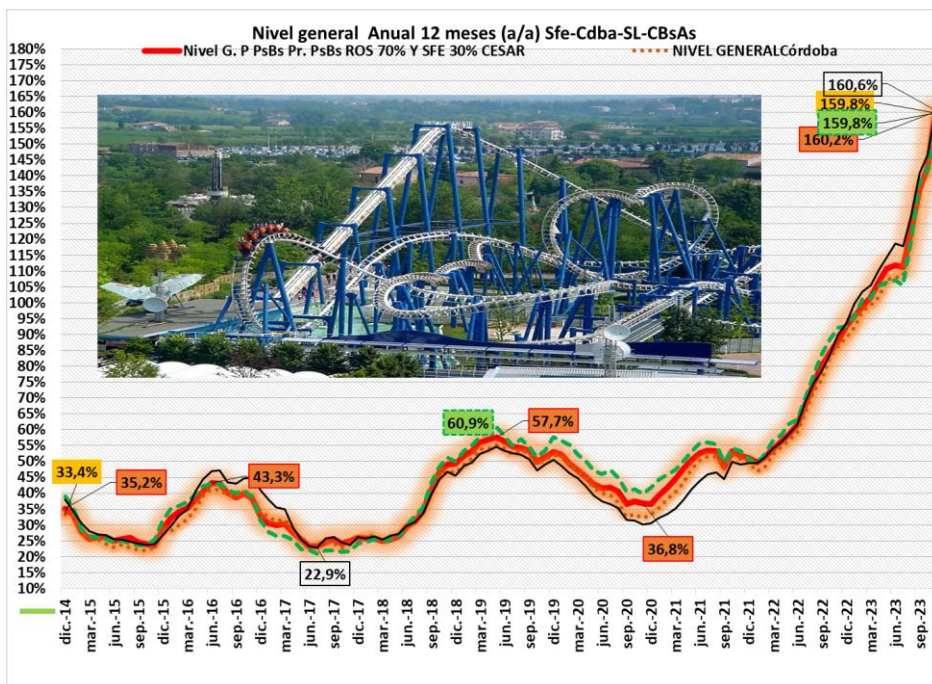 Nivel general Anual 12 meses (a/a) Sfe-Cdba-SL-CBsAs
Nivel G. P PsBs Pr. PsBs ROS 70% Y SFE 30% CESAR
NIVEL GENERALCórdoba
180%
175%
170%
165%
160%
155%
150%
145%
140%
135%
130%
125%
120%
115%
110%
105%
100%
95%
90%
85%
80%
75%
70%
65%
60%
55%
50%
45%
40%
35%
30%
25%
20%
15%
10%
160,6%
159,8%
159,8%
160,2%
60,9%
57,7%
33,4%
35,2%
43,3%
36,8%
22,9%
dic.-14
mar.-15
jun.-15
sep.-15
dic.-15
mar.-16
jun.-16
sep.-16
dic.-16
mar.-17
jun.-17
sep.-17
dic.-17
mar.-18
jun.-18
sep.-18
dic.-18
mar.-19
jun.-19
sep.-19
dic.-19
mar.-20
jun.-20
sep.-20
dic.-20
mar.-21
jun.-21
sep.-21
dic.-21
mar.-22
jun.-22
sep.-22
dic.-22
mar.-23
jun.-23
sep.-23